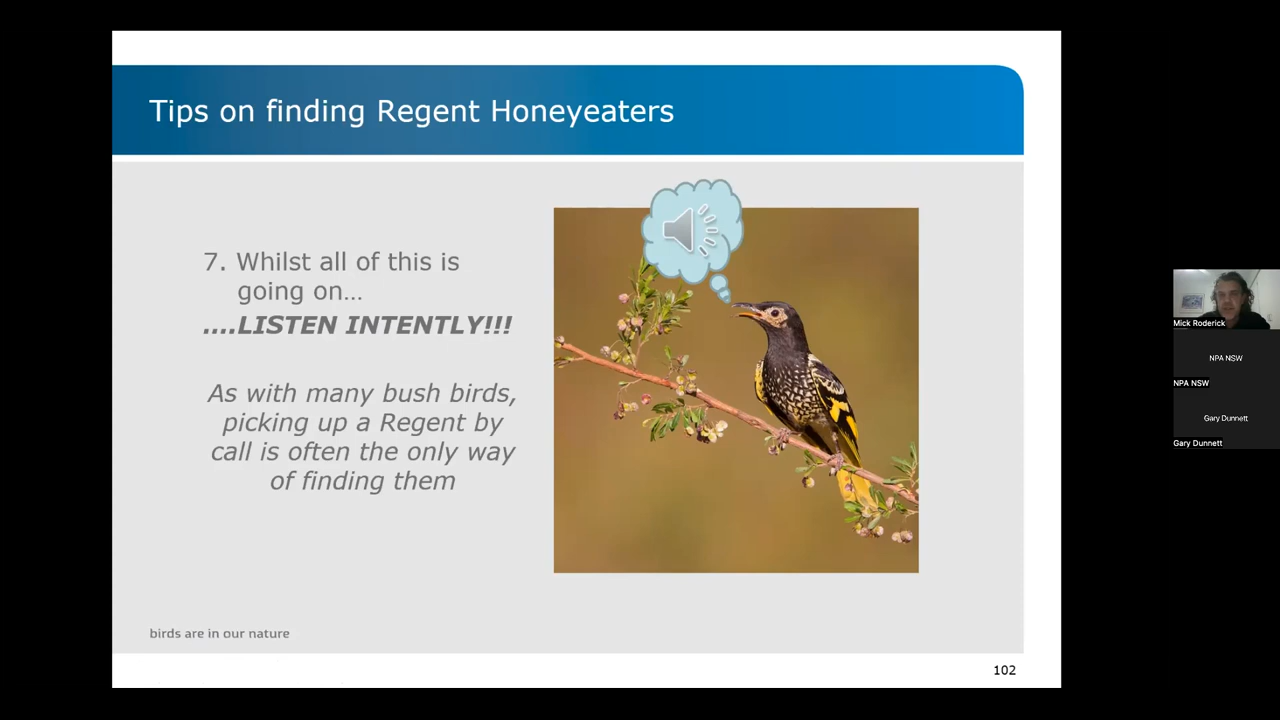 Tips on finding Regent Honeyeaters
7. Whilst all of this is
going on…
….LISTEN INTENTLY!!!
As with many bush birds,
picking up a Regent by
call is often the only way
of finding them
birds are in our nature
102
Mick Roderick
NPA NSW
NPA NSW
Gary Dunnett
Gary Dunnett